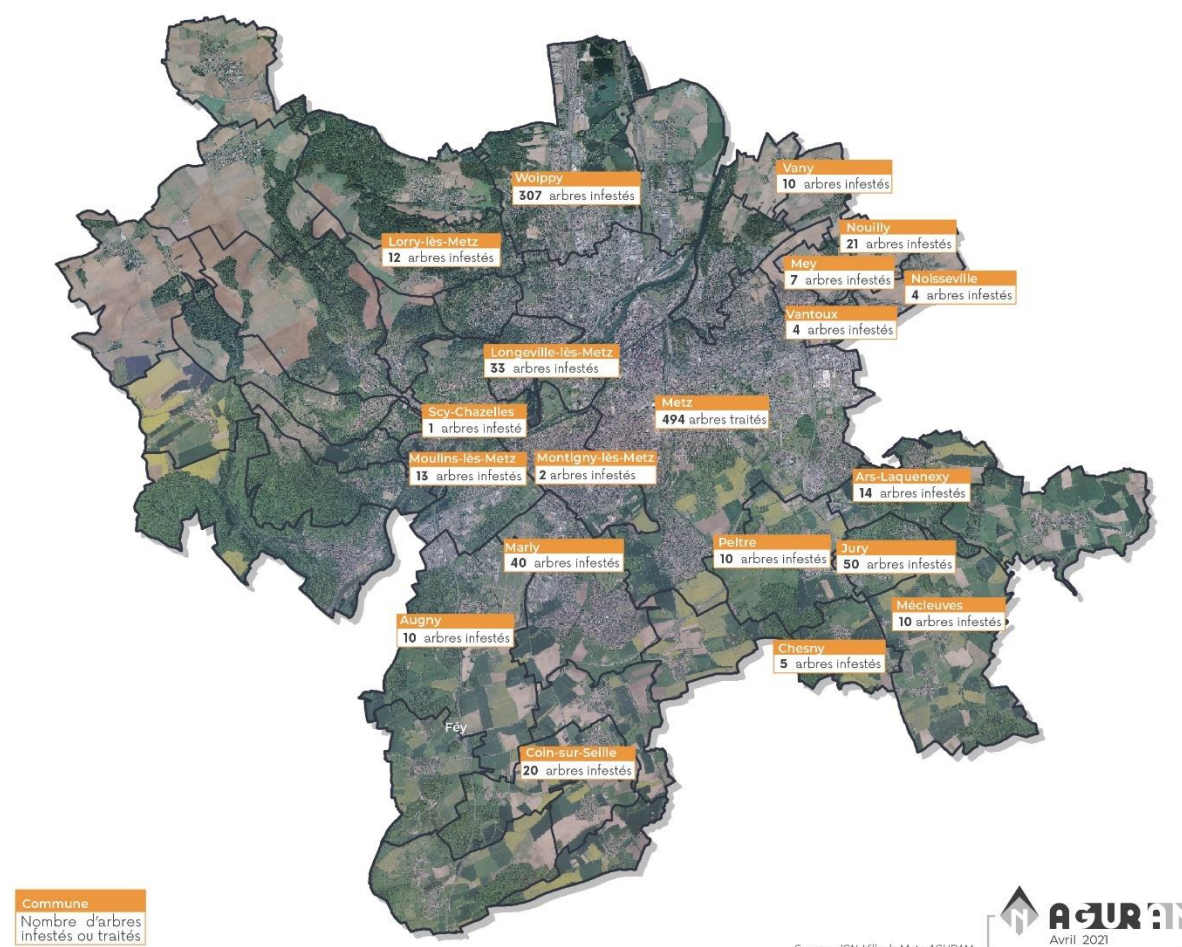 Woippy
307 arbres infestés
Vany
10 arbres infestés
Lorry-lès-Metz
12 arbres infestés
Nouilly
21 arbres infestés
Mey
7 arbres infestés
Noisseville
4 arbres infestés
Vantoux
4 arbres infestés
Longeville-lès-Metz
33 arbres infestés
Scy-Chazelles
1 arbres infesté
Metz
494 arbres traités
Moulins-lès-Metz
13 arbres infestés
Montigny-lès-Metz
2 arbres infestés
Ars-Laquenexy
14 arbres infestés
Marly
40 arbres infestés
Peltre
10 arbres infestés
Jury
50 arbres infestés
Mécleuves
10 arbres infestés
Augny
10 arbres infestés
Chesny
5 arbres infestés
Féy
Coin-sur-Seille
20 arbres infestés
Commune
Nombre d'arbres
infestés ou traités
N
AGURAM
Avril 2021